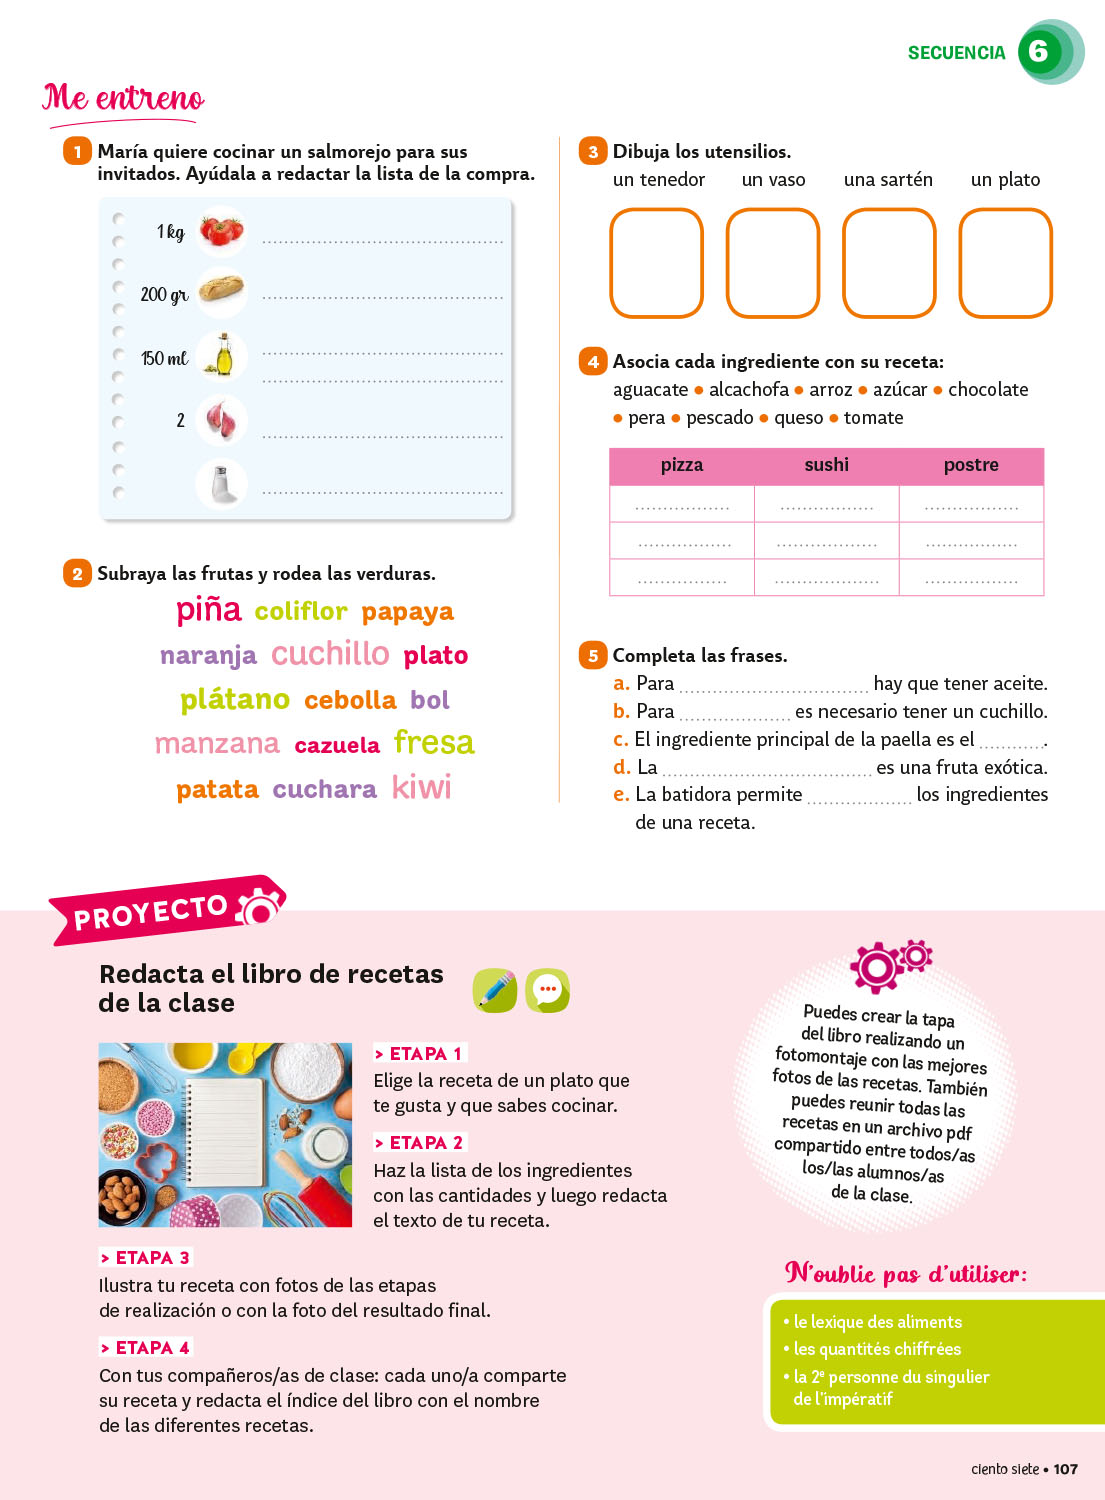 SECUENCIA 6
Me entreno
1 María quiere cocinar un salmorejo para sus
invitados. Ayúdala a redactar la lista de la compra.
1 kg ............................................
200 gr ............................................
150 ml ............................................
............................................
2 ............................................
............................................
2 Subraya las frutas y rodea las verduras.
piña coliflor papaya
naranja cuchillo plato
plátano cebolla bol
manzana cazuela fresa
patata cuchara kiwi
3 Dibuja los utensilios.
un tenedor un vaso una sartén un plato
4 Asocia cada ingrediente con su receta:
aguacate • alcachofa • arroz • azúcar • chocolate
• pera • pescado • queso • tomate
pizza sushi postre
................. ................. .................
................. .................. .................
................ ................... .................
5 Completa las frases.
a. Para .................................. hay que tener aceite.
b. Para .................... es necesario tener un cuchillo.
c. El ingrediente principal de la paella es el ............
d. La ...................................... es una fruta exótica.
e. La batidora permite ................... los ingredientes
de una receta.
PROYECTO
Redacta el libro de recetas
de la clase
> ETAPA 1
Elige la receta de un plato que
te gusta y que sabes cocinar.
> ETAPA 2
Haz la lista de los ingredientes
con las cantidades y luego redacta
el texto de tu receta.
> ETAPA 3
Ilustra tu receta con fotos de las etapas
de realización o con la foto del resultado final.
> ETAPA 4
Con tus compañeros/as de clase: cada uno/a comparte
su receta y redacta el índice del libro con el nombre
de las diferentes recetas.
Puedes crear la tapa
del libro realizando un
fotomontaje con las mejores
fotos de las recetas. También
puedes reunir todas las
recetas en un archivo pdf
compartido entre todos/as
los/las alumnos/as
de la clase.
N'oublie pas d'utiliser:
• le lexique des aliments
• les quantités chiffrées
• la 2e personne du singulier
de l'impératif
ciento siete • 107